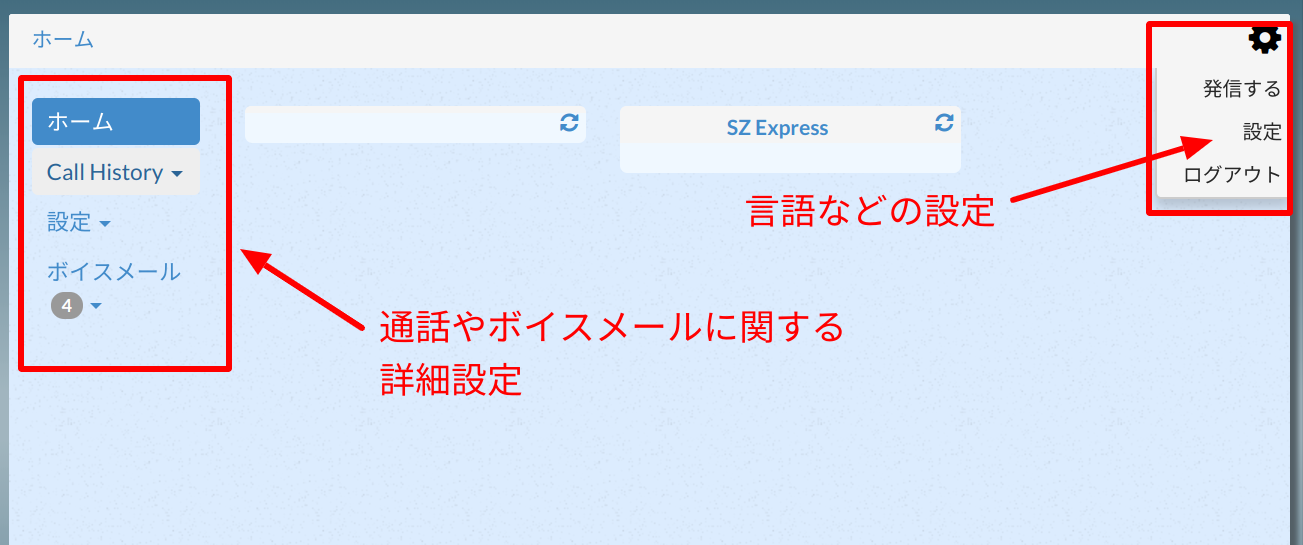 ホーム
発信する
設定
ログアウト
ホーム
Call History
設定
ボイスメール
4
SZ Express
言語などの設定
通話やボイスメールに関する
詳細設定